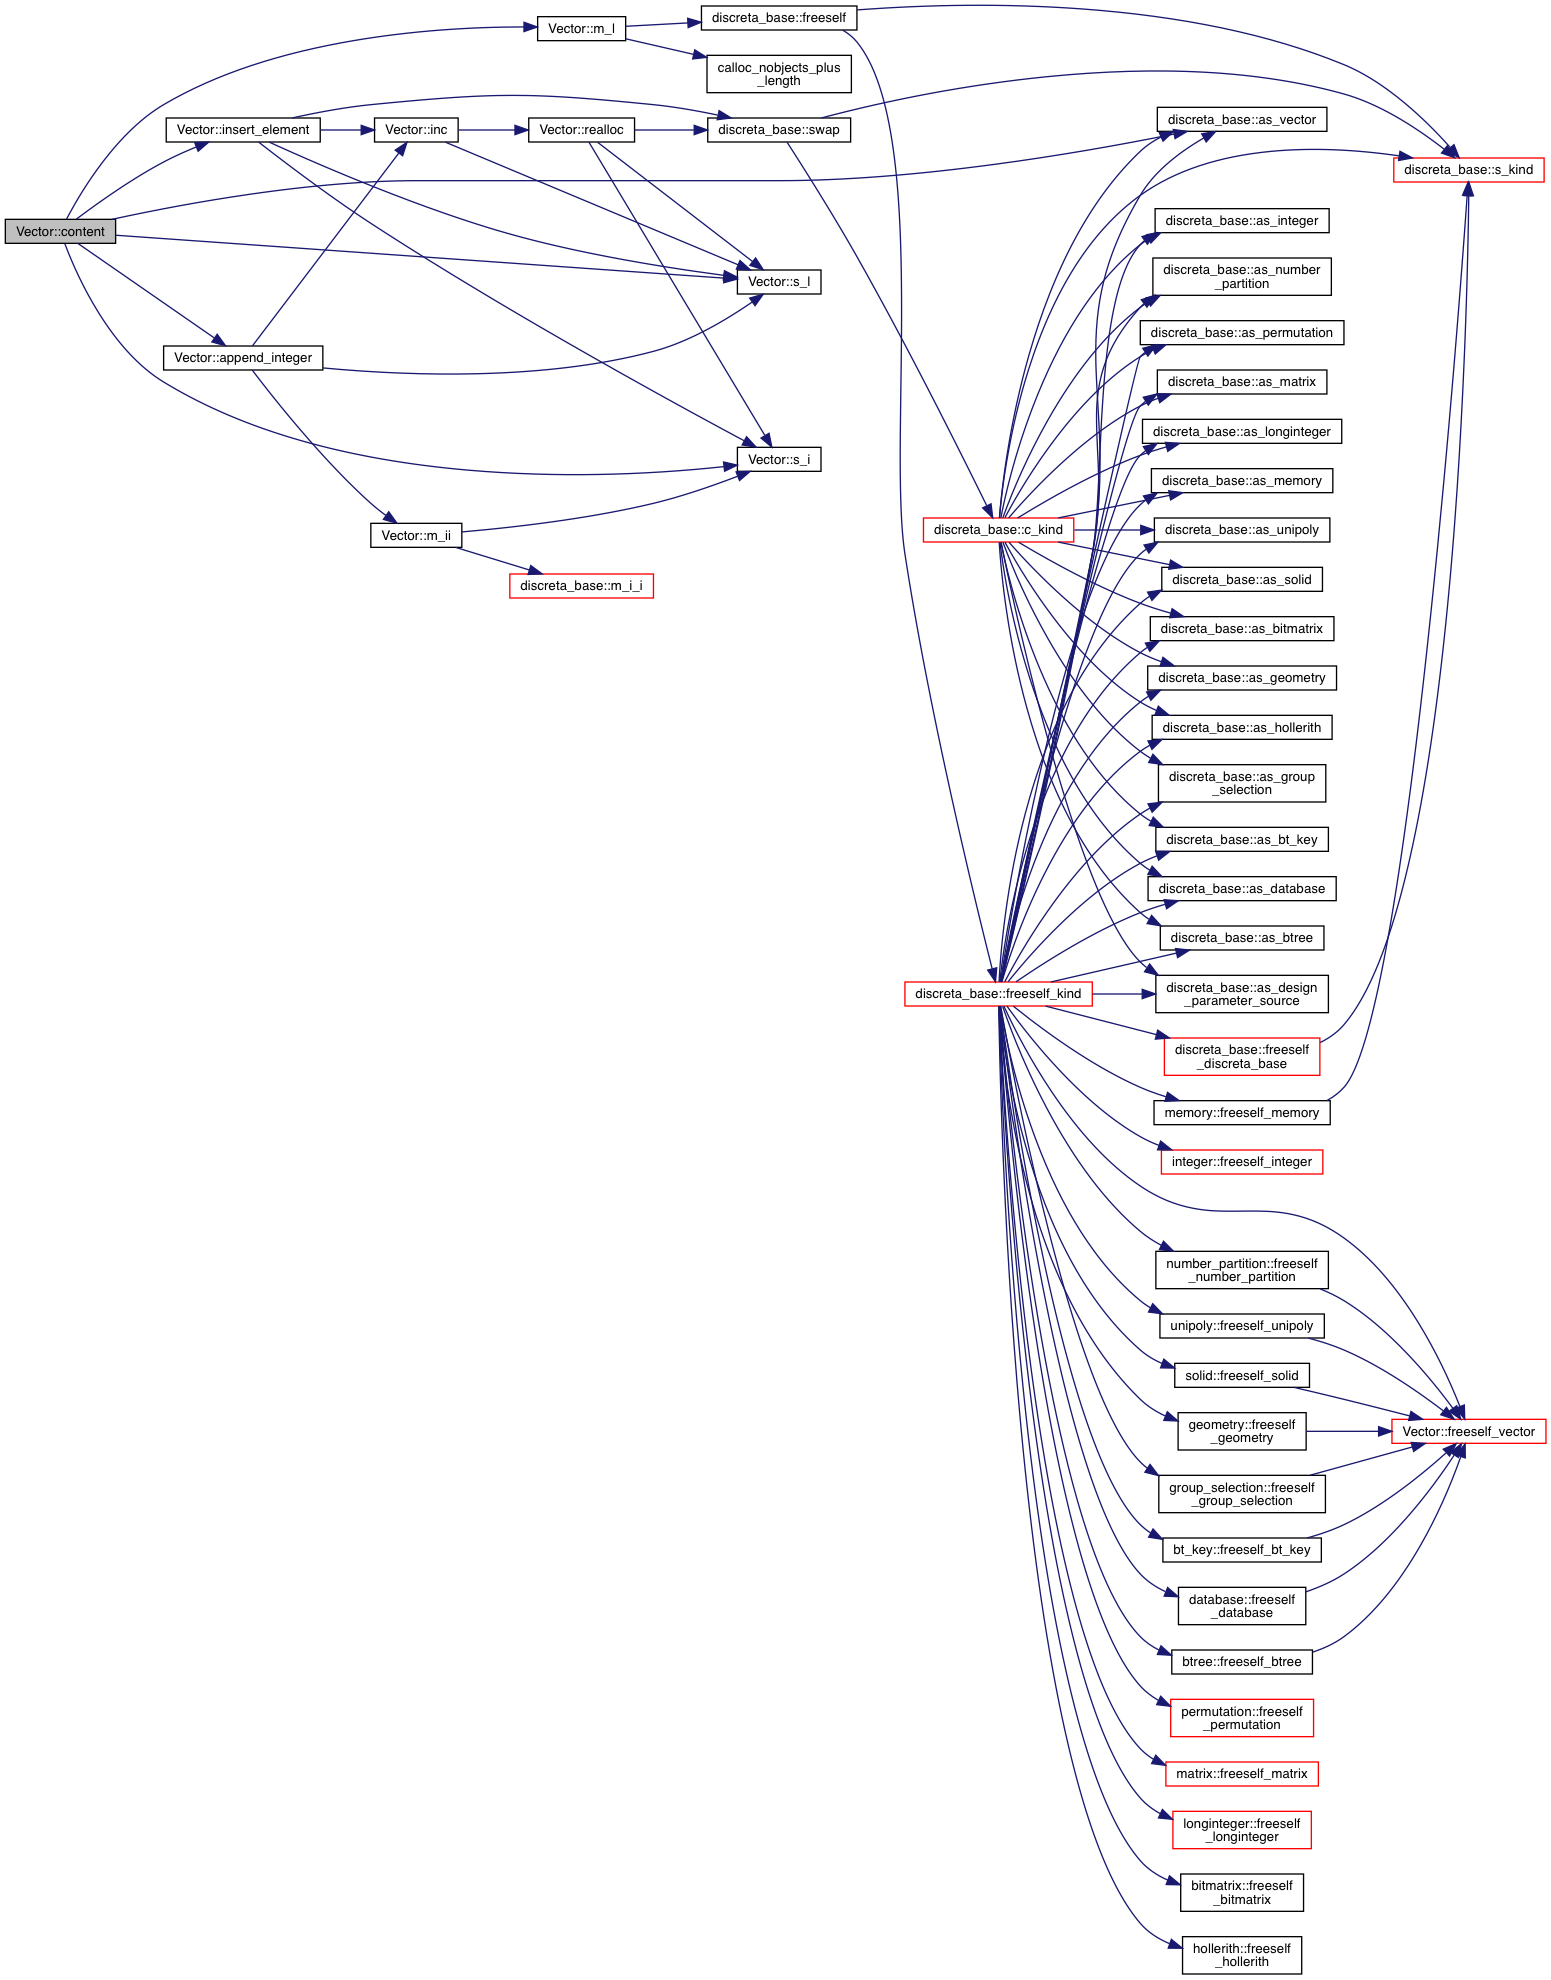 Vector::content
Vector::m_l
Vector::insert_element
Vector::append_integer
Vector::inc
Vector::m_ii
Vector::realloc
discreta_base::m_i_i
discreta_base::freeself
calloc_nobjects_plus
_length
discreta_base::swap
Vector::s_l
Vector::s_i
discreta_base::c_kind
discreta_base::freeself_kind
discreta_base::as_vector
discreta_base::s_kind
discreta_base::as_integer
discreta_base::as_number
_partition
discreta_base::as_permutation
discreta_base::as_matrix
discreta_base::as_longinteger
discreta_base::as_memory
discreta_base::as_unipoly
discreta_base::as_solid
discreta_base::as_bitmatrix
discreta_base::as_geometry
discreta_base::as_hollerith
discreta_base::as_group
_selection
discreta_base::as_bt_key
discreta_base::as_database
discreta_base::as_btree
discreta_base::as_design
_parameter_source
discreta_base::freeself
_discreta_base
memory::freeself_memory
integer::freeself_integer
number_partition::freeself
_number_partition
unipoly::freeself_unipoly
solid::freeself_solid
geometry::freeself
_geometry
Vector::freeself_vector
group_selection::freeself
_group_selection
bt_key::freeself_bt_key
database::freeself
_database
btree::freeself_btree
permutation::freeself
_permutation
matrix::freeself_matrix
longinteger::freeself
_longinteger
bitmatrix::freeself
_bitmatrix
hollerith::freeself
_hollerith